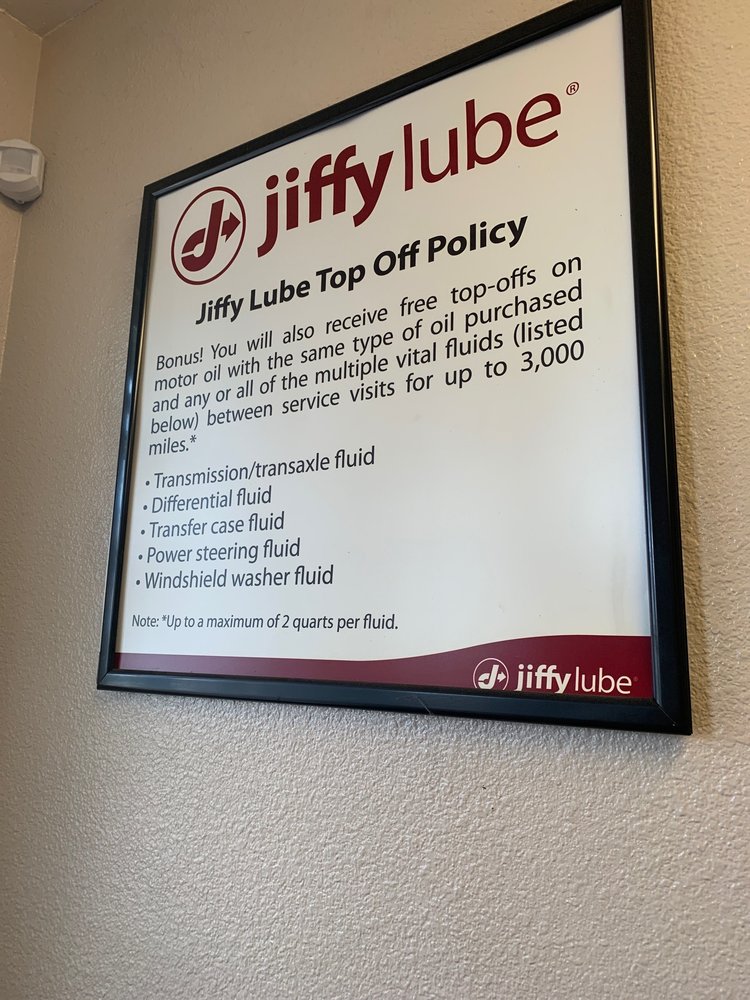 jiffy lube®
Jiffy Lube Top Off Policy
Bonus! You will also receive free top-offs on
motor oil with the same type of oil purchased
and any or all of the multiple vital fluids (listed
below) between service visits for up to 3,000
miles.*
• Transmission/transaxle fluid
• Differential fluid
• Transfer case fluid
• Power steering fluid
• Windshield washer fluid
Note: *Up to a maximum of 2 quarts per fluid.
jiffy lube